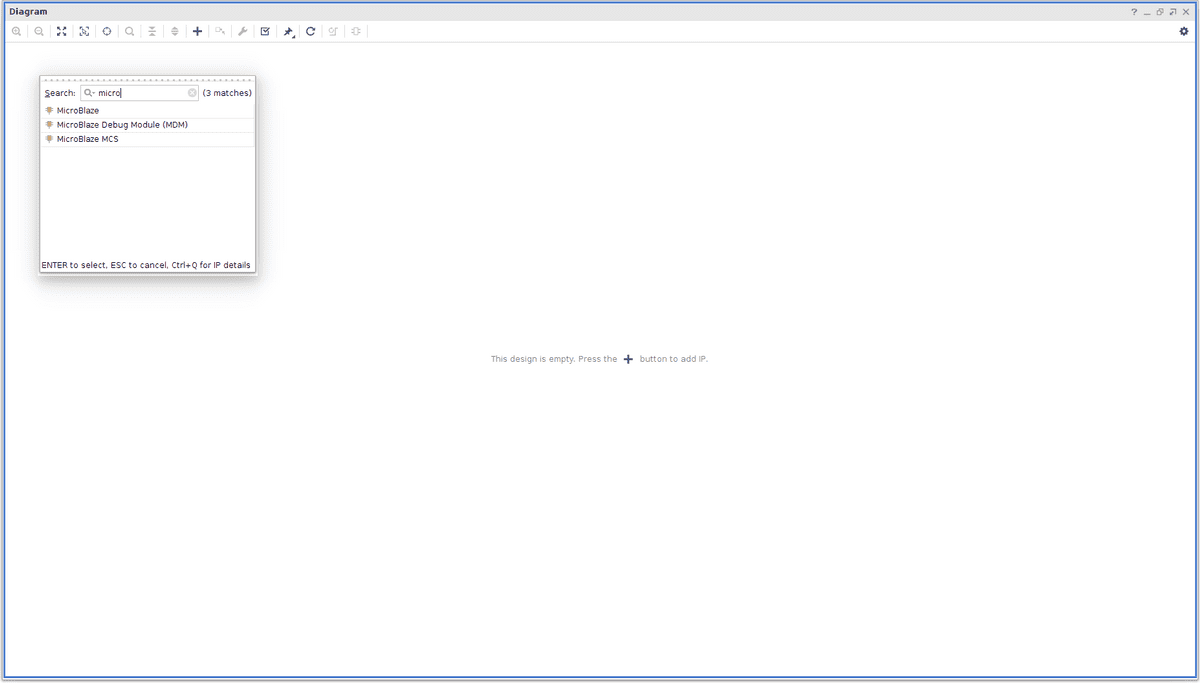 Diagram
Search: micro (3 matches)
MicroBlaze
MicroBlaze Debug Module (MDM)
MicroBlaze MCS
ENTER to select, ESC to cancel, Ctrl+Q for IP details
This design is empty. Press the + button to add IP.